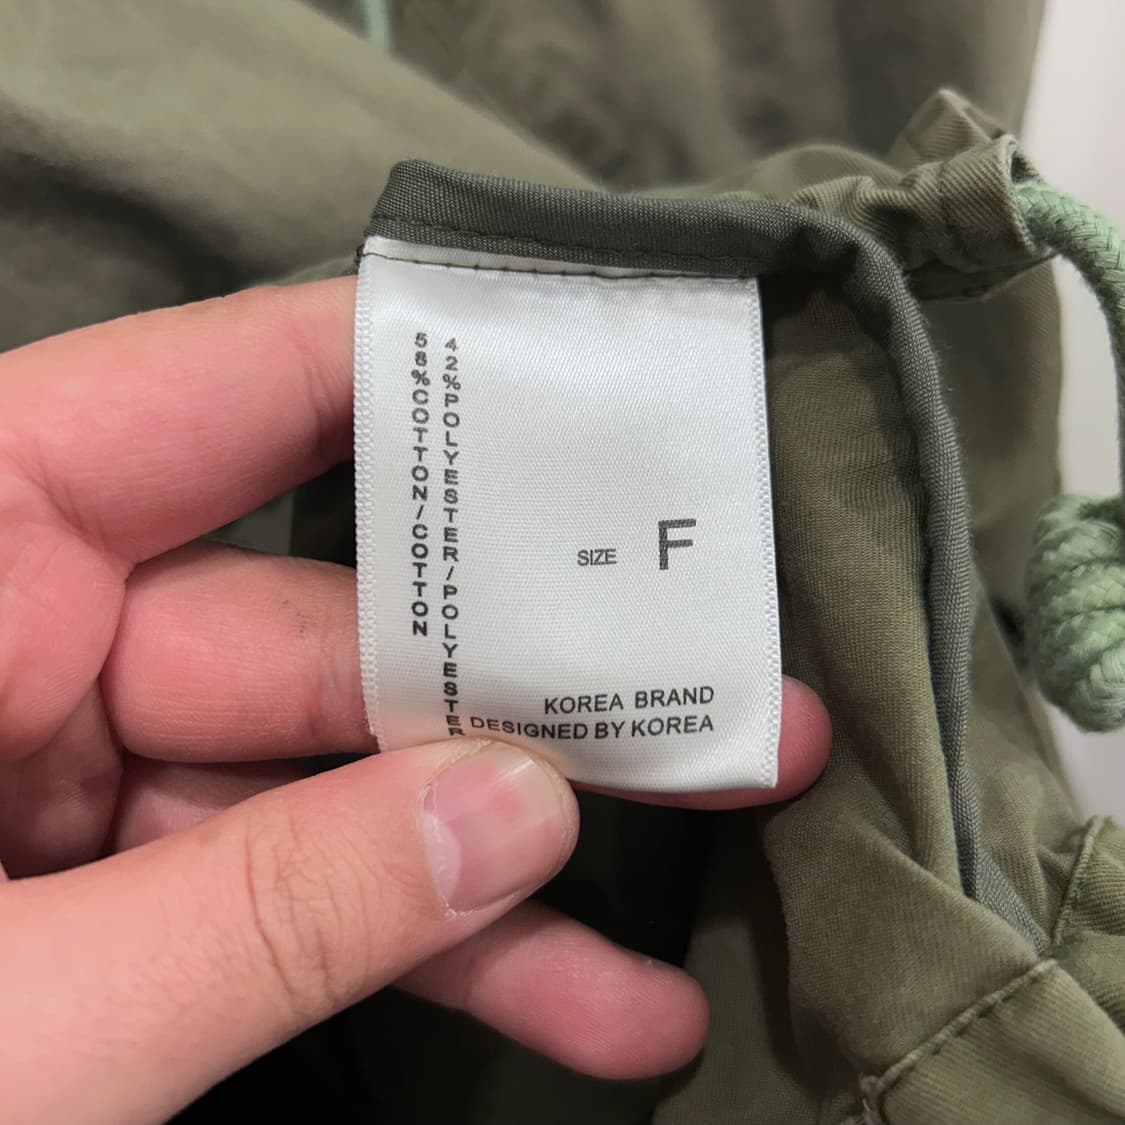 58%COTTON/COTTON
42%POLYESTER/POLYESTER
SIZE F
KOREA BRAND
DESIGNED BY KOREA